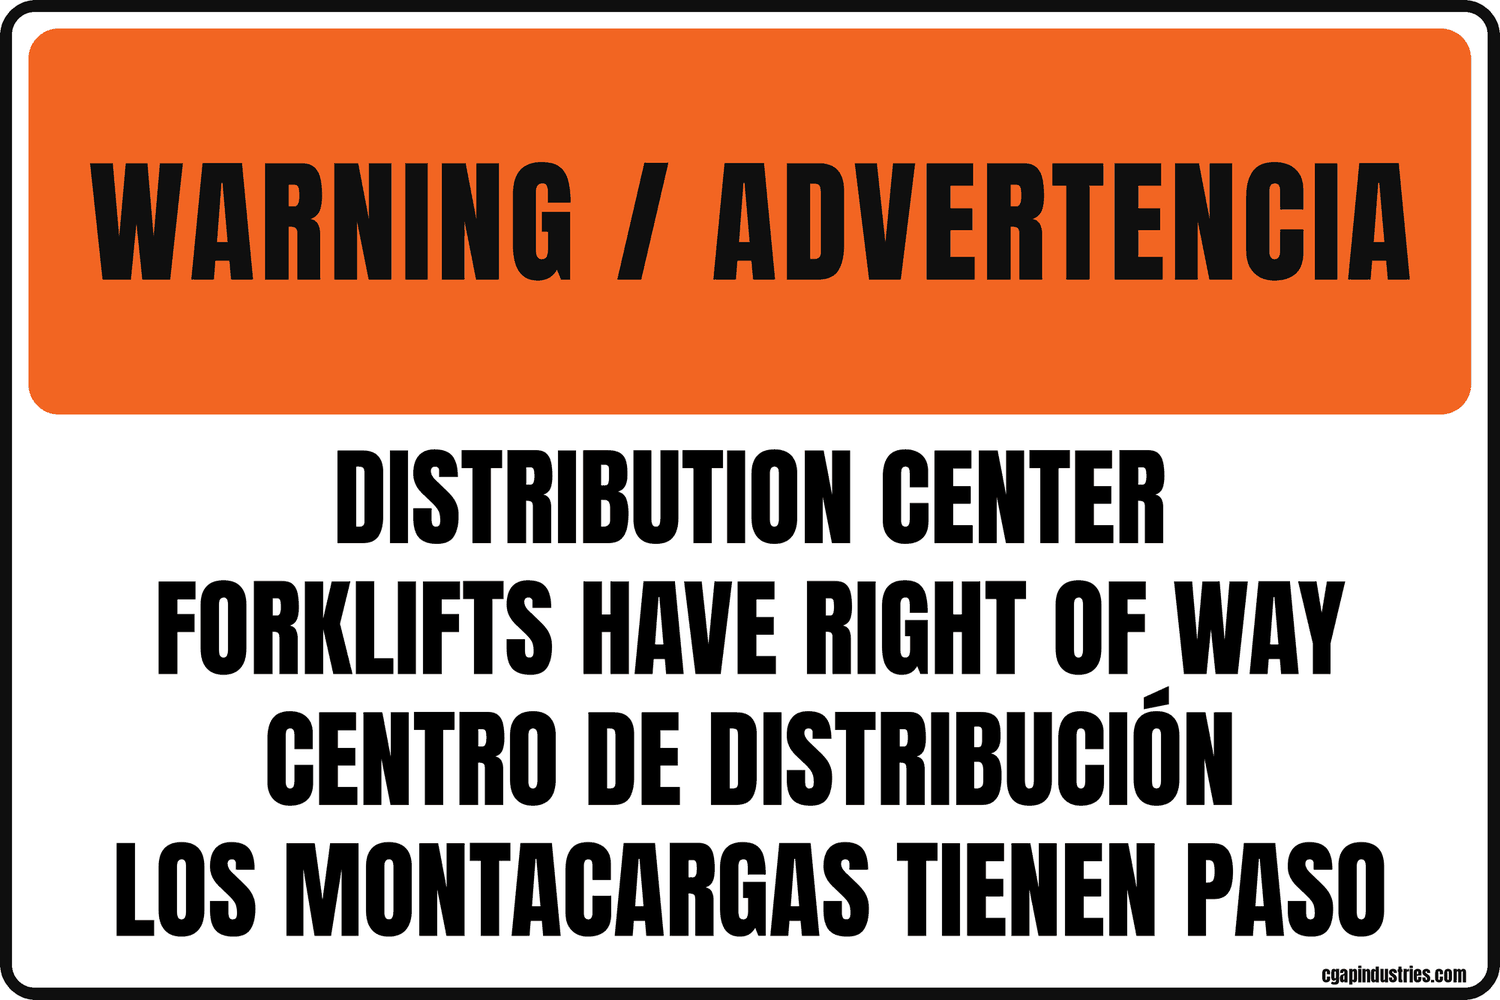 WARNING / ADVERTENCIA
DISTRIBUTION CENTER
FORKLIFTS HAVE RIGHT OF WAY
CENTRO DE DISTRIBUCIÓN
LOS MONTACARGAS TIENEN PASO
cgapindustries.com